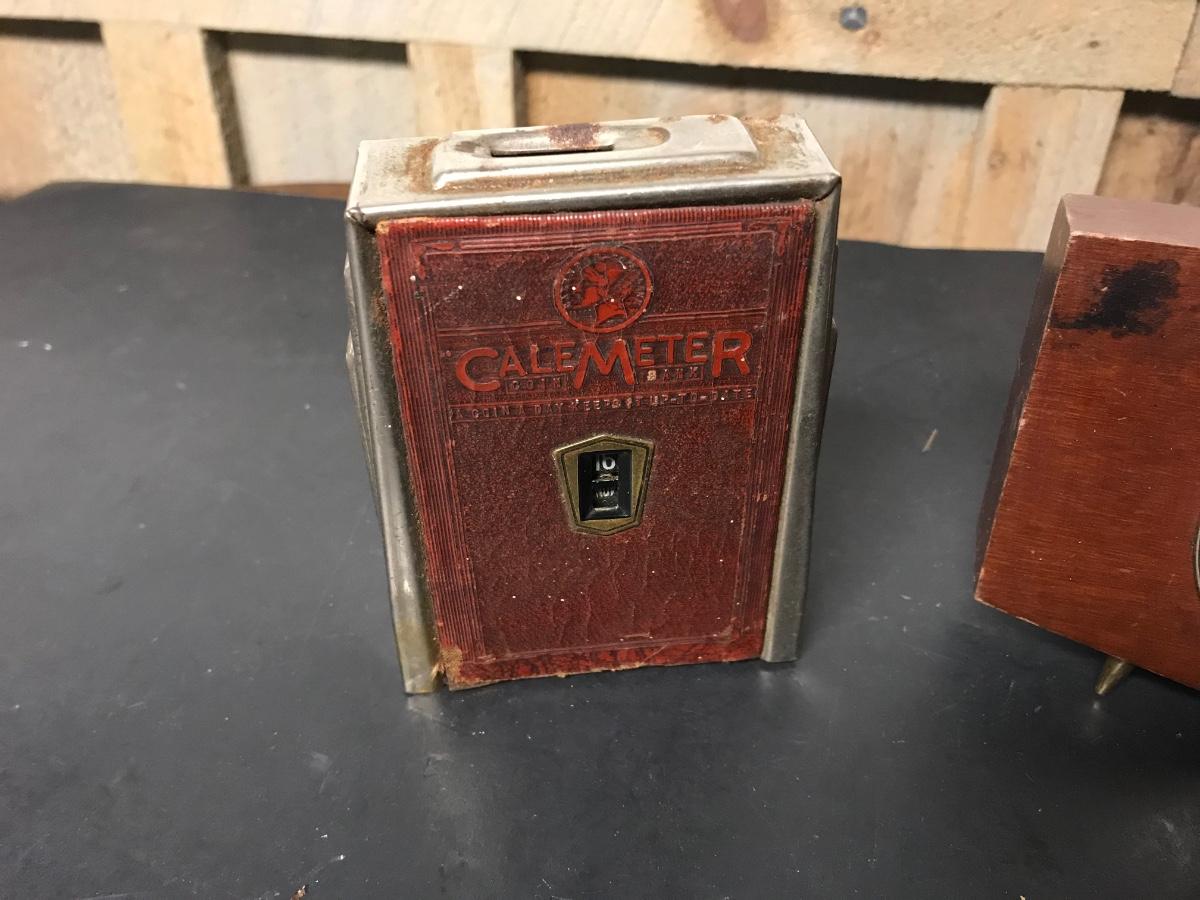 CALEMETER
COIN BANK
A COIN A DAY KEEPS IT UP-TO-DATE
10